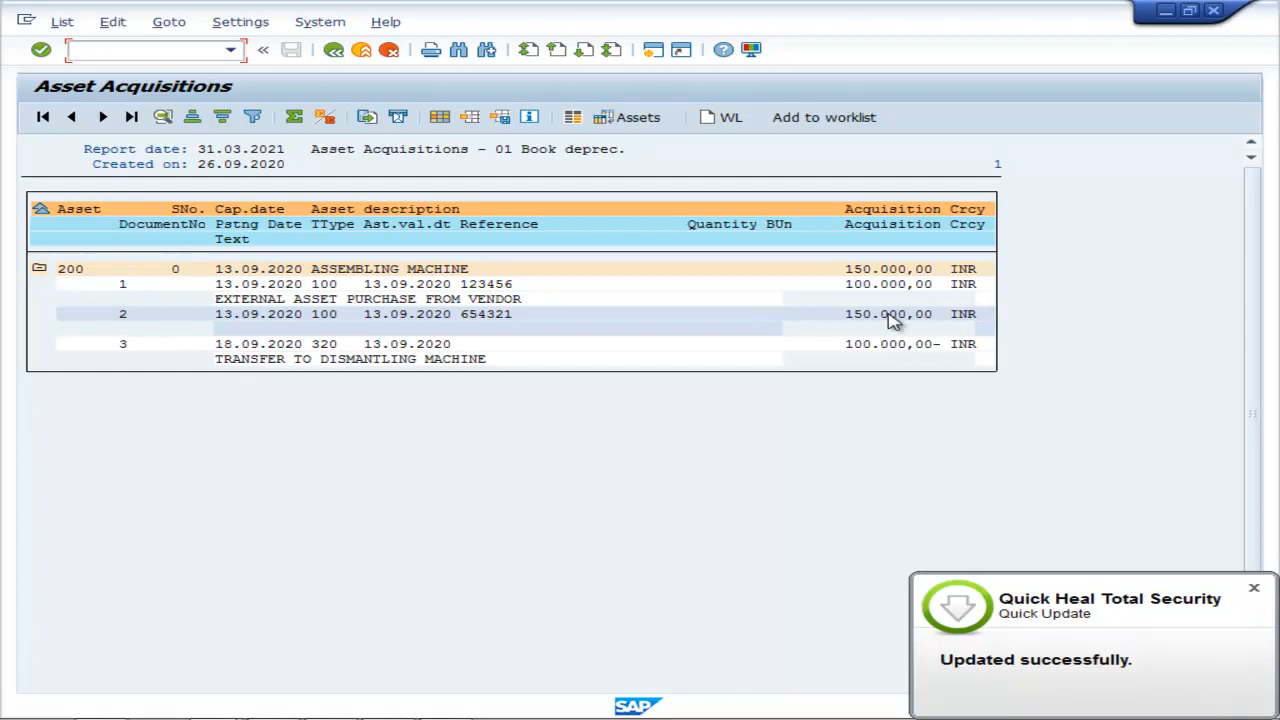 List Edit Goto Settings System Help
«
Asset Acquisitions
Assets WL Add to worklist
Report date: 31.03.2021 Asset Acquisitions - 01 Book deprec.
Created on: 26.09.2020 1
Asset SNo. Cap.date Asset description Acquisition Crcy
DocumentNo Pstng Date TType Ast.val.dt Reference Quantity BUn Acquisition Crcy
Text
200 0 13.09.2020 ASSEMBLING MACHINE 150.000,00 INR
1 13.09.2020 100 13.09.2020 123456 100.000,00 INR
EXTERNAL ASSET PURCHASE FROM VENDOR
2 13.09.2020 100 13.09.2020 654321 150.000,00 INR
3 18.09.2020 320 13.09.2020 100.000,00- INR
TRANSFER TO DISMANTLING MACHINE
Quick Heal Total Security
Quick Update
Updated successfully.
SAP